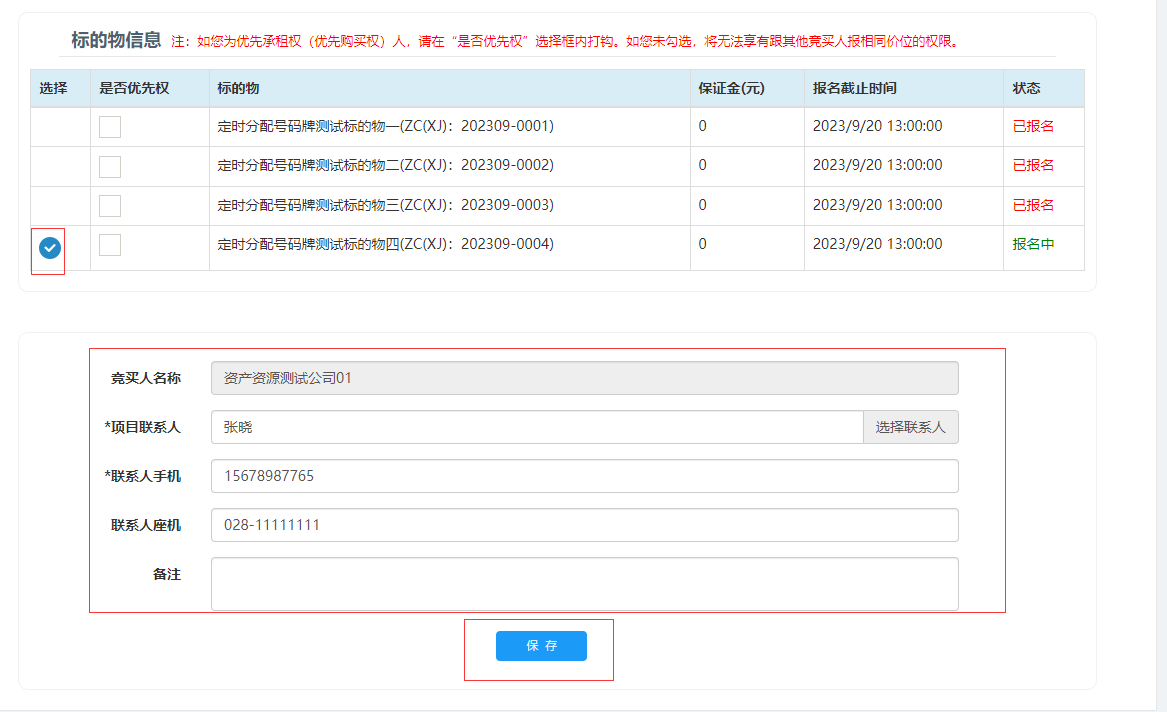 标的物信息 注：如您为优先承租权（优先购买权）人，请在“是否优先权”选择框内打钩。如您未勾选，将无法享有跟其他竞买人报相同价位的权限。
选择 是否优先权 标的物 保证金(元) 报名截止时间 状态
定时分配号码牌测试标的物一(ZC(XJ)：202309-0001) 0 2023/9/20 13:00:00 已报名
定时分配号码牌测试标的物二(ZC(XJ)：202309-0002) 0 2023/9/20 13:00:00 已报名
定时分配号码牌测试标的物三(ZC(XJ)：202309-0003) 0 2023/9/20 13:00:00 已报名
定时分配号码牌测试标的物四(ZC(XJ)：202309-0004) 0 2023/9/20 13:00:00 报名中
竞买人名称 资产资源测试公司01
*项目联系人 张晓 选择联系人
*联系人手机 15678987765
联系人座机 028-11111111
备注
保 存